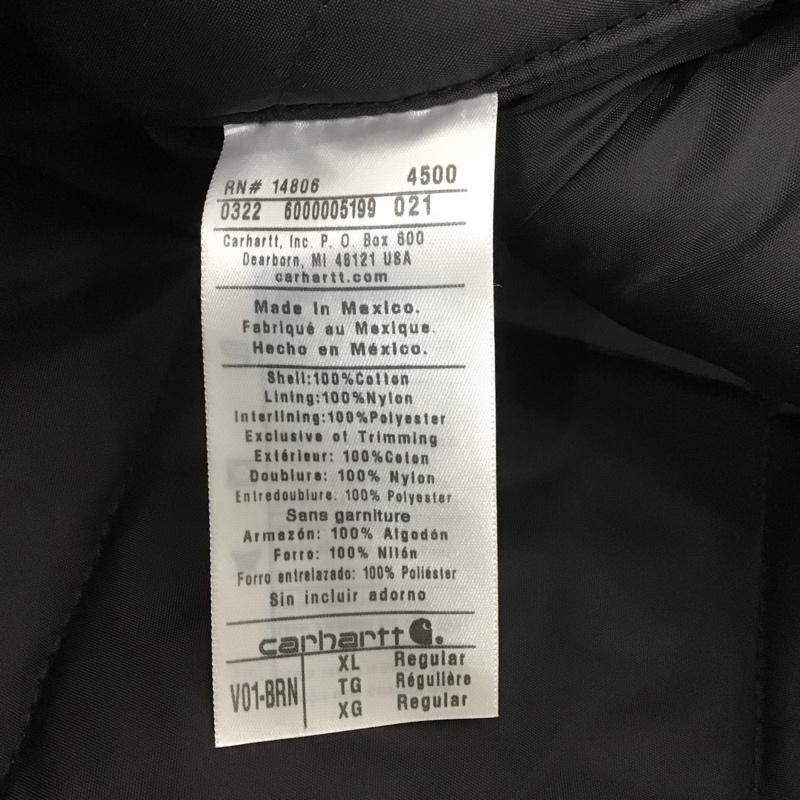 RN# 14806 4500
0322 6000005199 021
Carhartt, Inc. P. O. Box 600
Dearborn, MI 48121 USA
carhartt.com
Made in Mexico.
Fabriqué au Mexique.
Hecho en México.
Shell:100%Cotton
Lining:100%Nylon
Interlining:100%Polyester
Exclusive of Trimming
Extérieur: 100%Coton
Doublure: 100% Nylon
Entredoublure: 100% Polyester
Sans garniture
Armazón: 100% Algodón
Forro: 100% Nilón
Forro entrelazado: 100% Poliéster
Sin incluir adorno
carhartt
V01-BRN
XL Regular
TG Régulière
XG Regular